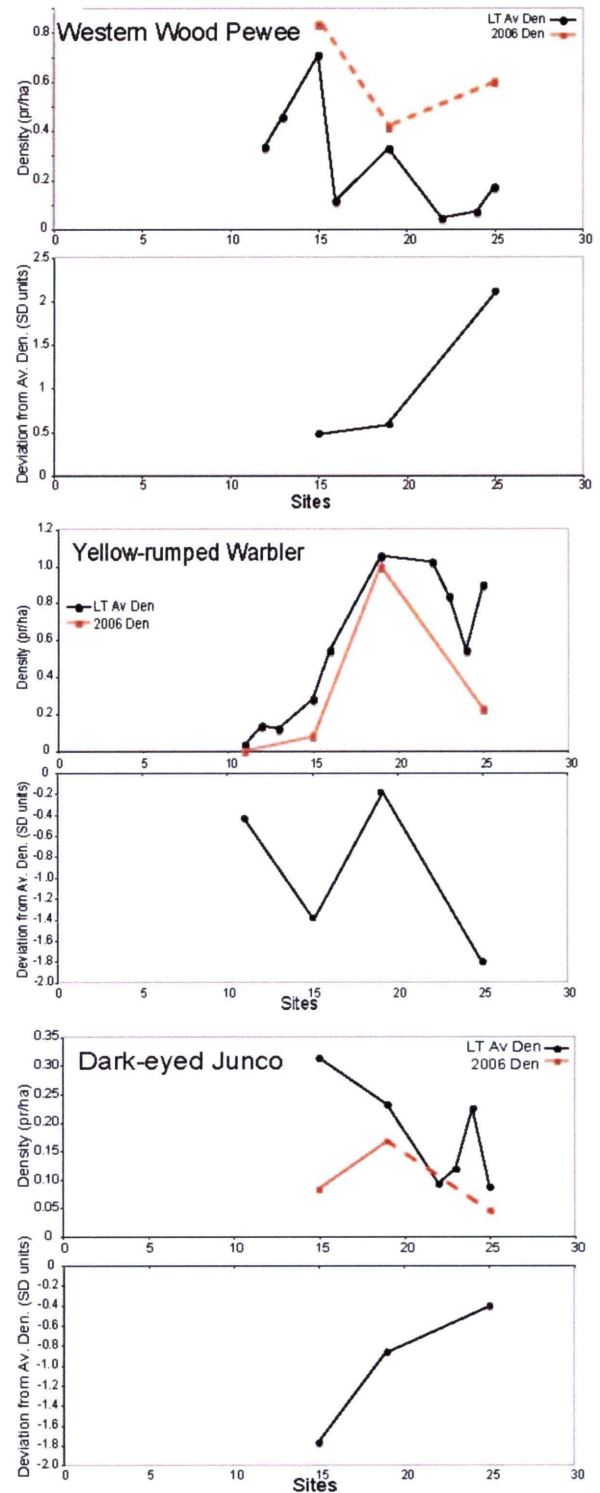 Western Wood Pewee
LT Av Den
2006 Den
Density (pr/ha)
0.8
0.6
0.4
0.2
0
0 5 10 15 20 25 30
Deviation from Av. Den. (SD units)
2.5
2
1.5
1
0.5
0
0 5 10 15 20 25 30
Sites
Yellow-rumped Warbler
LT Av Den
2006 Den
Density (pr/ha)
1.2
1.0
0.8
0.6
0.4
0.2
0
0 5 10 15 20 25 30
Deviation from Av. Den. (SD units)
0
-0.2
-0.4
-0.6
-0.8
-1.0
-1.2
-1.4
-1.6
-1.8
-2.0
0 5 10 15 20 25 30
Sites
Dark-eyed Junco
LT Av Den
2006 Den
Density (pr/ha)
0.35
0.30
0.25
0.20
0.15
0.10
0.05
0
0 5 10 15 20 25 30
Deviation from Av. Den. (SD units)
0
-0.2
-0.4
-0.6
-0.8
-1.0
-1.2
-1.4
-1.6
-1.8
-2.0
0 5 10 15 20 25 30
Sites